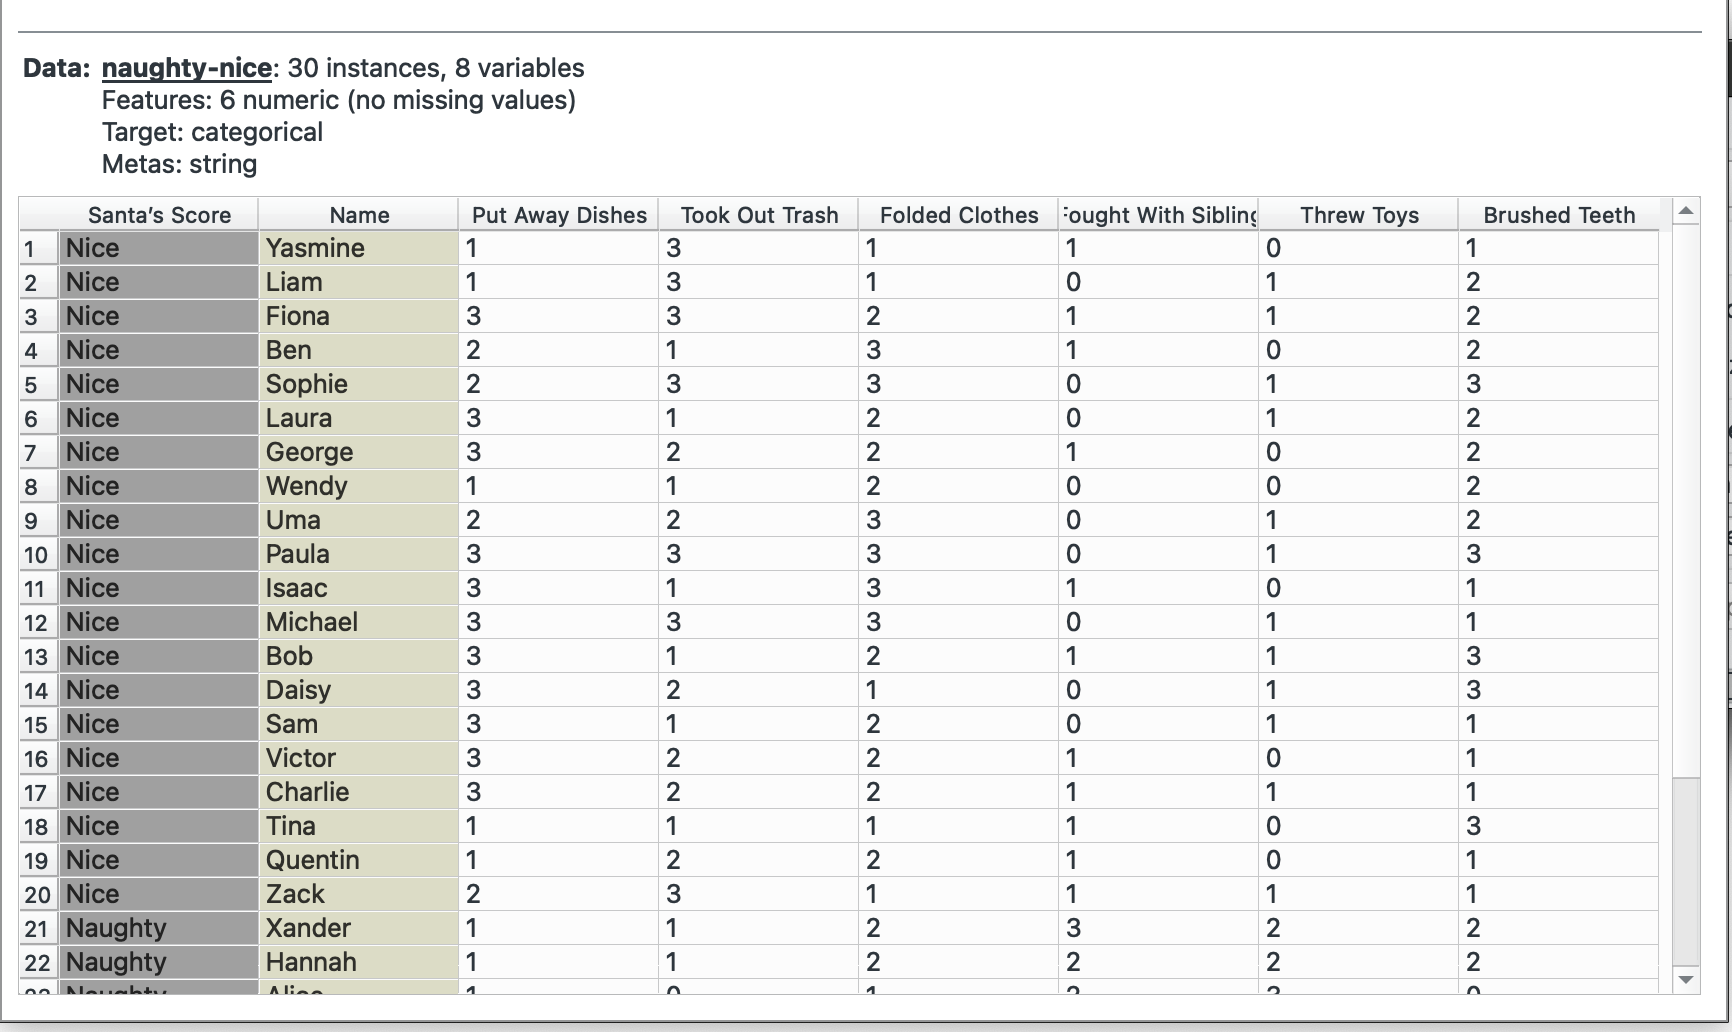 Data: naughty-nice: 30 instances, 8 variables
Features: 6 numeric (no missing values)
Target: categorical
Metas: string
Santa's Score Name Put Away Dishes Took Out Trash Folded Clothes Fought With Sibling Threw Toys Brushed Teeth
1 Nice Yasmine 1 3 1 1 0 1
2 Nice Liam 1 3 1 0 1 2
3 Nice Fiona 3 3 2 1 1 2
4 Nice Ben 2 1 3 1 0 2
5 Nice Sophie 2 3 3 0 1 3
6 Nice Laura 3 1 2 0 1 2
7 Nice George 3 2 2 1 0 2
8 Nice Wendy 1 1 2 0 0 2
9 Nice Uma 2 2 3 0 1 2
10 Nice Paula 3 3 3 0 1 3
11 Nice Isaac 3 1 3 1 0 1
12 Nice Michael 3 3 3 0 1 1
13 Nice Bob 3 1 2 1 1 3
14 Nice Daisy 3 2 1 0 1 3
15 Nice Sam 3 1 2 0 1 1
16 Nice Victor 3 2 2 1 0 1
17 Nice Charlie 3 2 2 1 1 1
18 Nice Tina 1 1 1 1 0 3
19 Nice Quentin 1 2 2 1 0 1
20 Nice Zack 2 3 1 1 1 1
21 Naughty Xander 1 1 2 3 2 2
22 Naughty Hannah 1 1 2 2 2 2
Naughty Alice 1